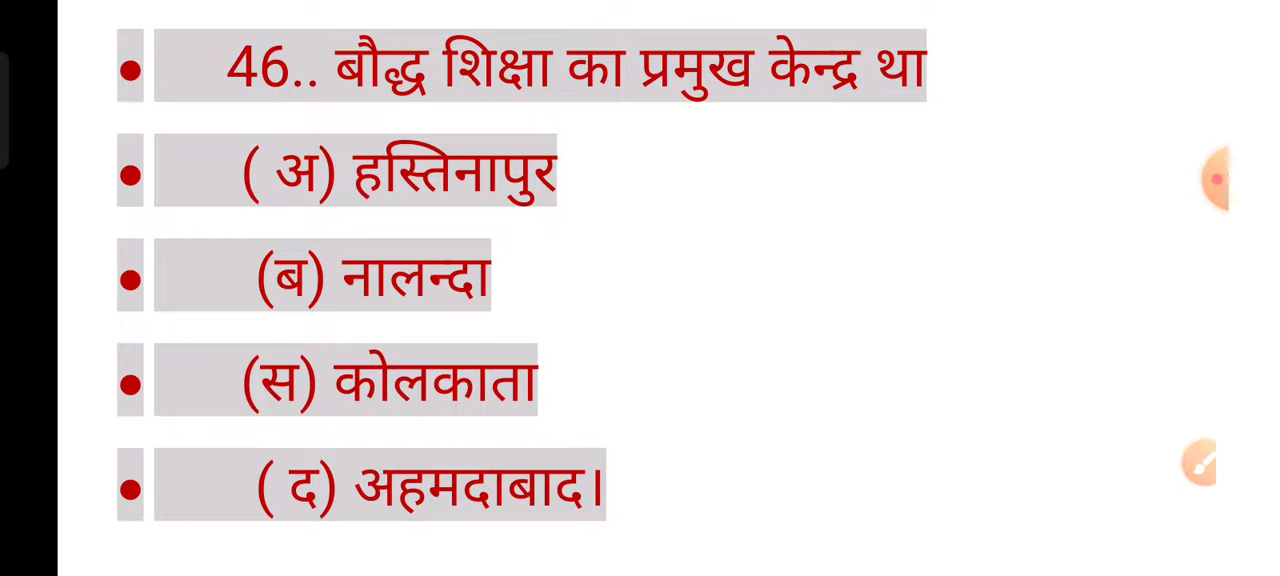 • 46.. बौद्ध शिक्षा का प्रमुख केन्द्र था
• ( अ) हस्तिनापुर
• (ब) नालन्दा
• (स) कोलकाता
• ( द) अहमदाबाद।